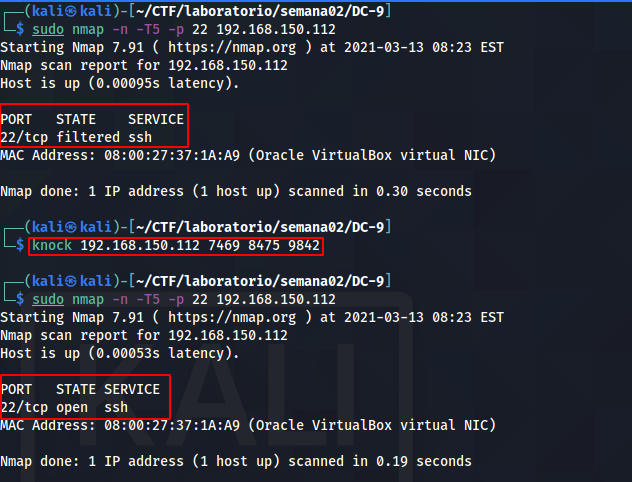 ┌──(kali㉿kali)-[~/CTF/laboratorio/semana02/DC-9]
└─$ sudo nmap -n -T5 -p 22 192.168.150.112
Starting Nmap 7.91 ( https://nmap.org ) at 2021-03-13 08:23 EST
Nmap scan report for 192.168.150.112
Host is up (0.00095s latency).
PORT   STATE    SERVICE
22/tcp filtered ssh
MAC Address: 08:00:27:37:1A:A9 (Oracle VirtualBox virtual NIC)
Nmap done: 1 IP address (1 host up) scanned in 0.30 seconds
┌──(kali㉿kali)-[~/CTF/laboratorio/semana02/DC-9]
└─$ knock 192.168.150.112 7469 8475 9842
┌──(kali㉿kali)-[~/CTF/laboratorio/semana02/DC-9]
└─$ sudo nmap -n -T5 -p 22 192.168.150.112
Starting Nmap 7.91 ( https://nmap.org ) at 2021-03-13 08:23 EST
Nmap scan report for 192.168.150.112
Host is up (0.00053s latency).
PORT   STATE SERVICE
22/tcp open  ssh
MAC Address: 08:00:27:37:1A:A9 (Oracle VirtualBox virtual NIC)
Nmap done: 1 IP address (1 host up) scanned in 0.19 seconds
KALI